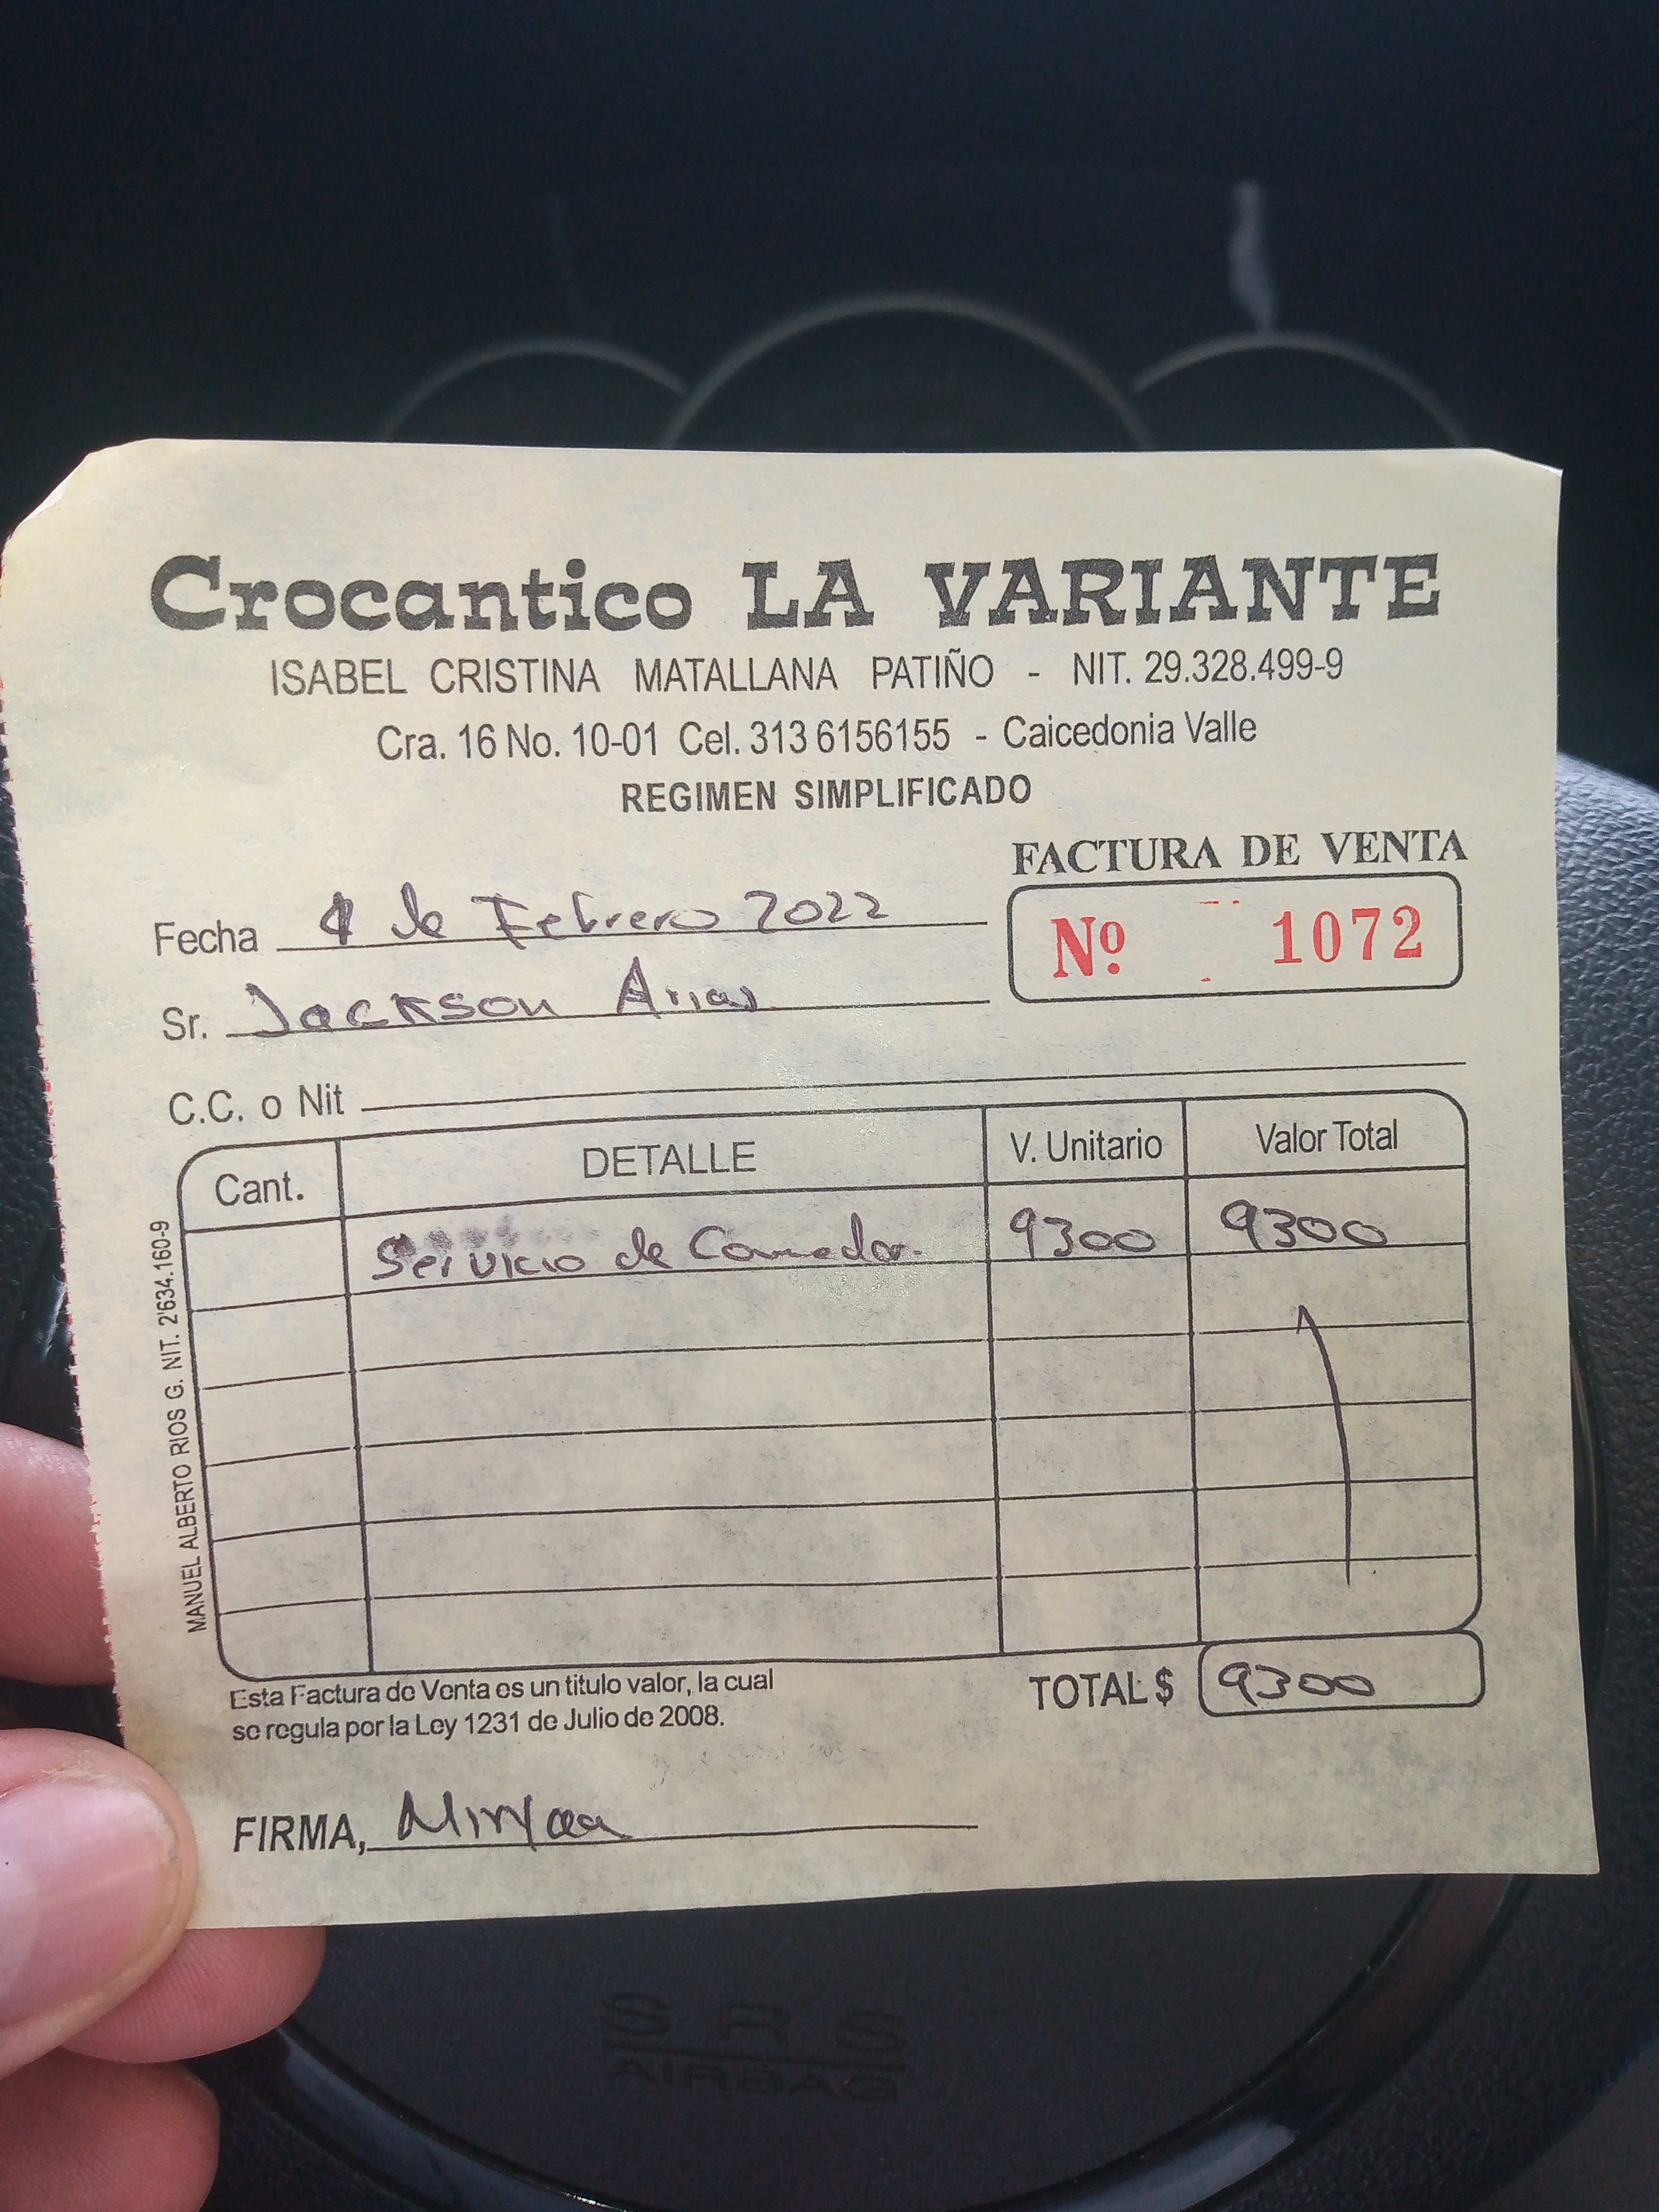 Crocantico LA VARIANTE
ISABEL CRISTINA MATALLANA PATIÑO - NIT. 29.328.499-9
Cra. 16 No. 10-01 Cel. 313 6156155 - Caicedonia Valle
REGIMEN SIMPLIFICADO
FACTURA DE VENTA
Nº 1072
Fecha de Febrero 2022
Sr. Jackson Arias
C.C. o Nit
Cant. DETALLE V. Unitario Valor Total
Servicio de Comedor. 9300 9300
MANUEL ALBERTO RIOS G. NIT. 2'634.160-9
Esta Factura de Venta es un titulo valor, la cual
se regula por la Ley 1231 de Julio de 2008.
TOTAL $ 9300
FIRMA,
SRS
AIRBAG